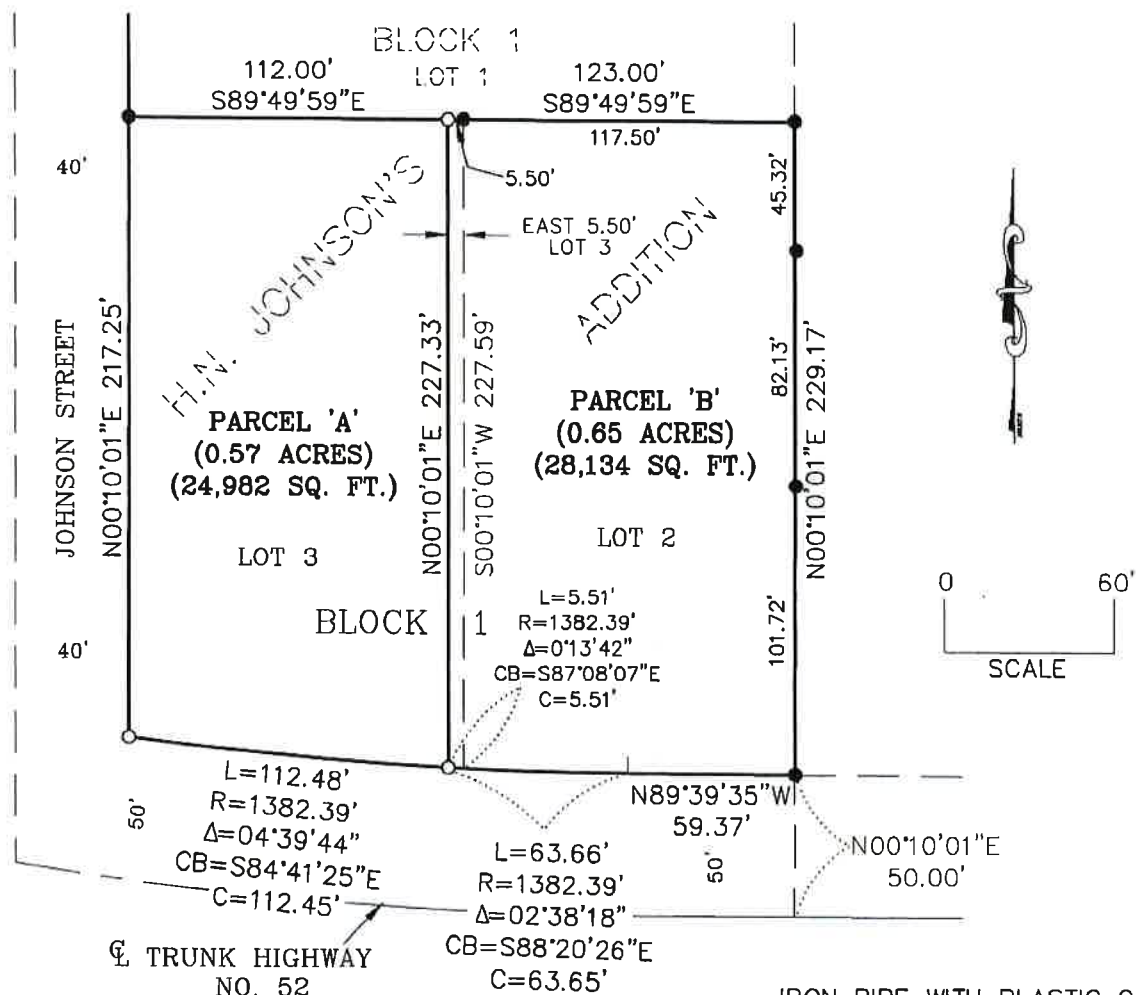 BLOCK 1
LOT 1
112.00'
S89°49'59"E
123.00'
S89°49'59"E
117.50'
5.50'
EAST 5.50'
LOT 3
40'
45.32'
H.N. JOHNSON'S
ADDITION
JOHNSON STREET
N00°10'01"E 217.25'
N00°10'01"E 227.33'
S00°10'01"W 227.59'
82.13'
N00°10'01"E 229.17'
PARCEL 'A'
(0.57 ACRES)
(24,982 SQ. FT.)
PARCEL 'B'
(0.65 ACRES)
(28,134 SQ. FT.)
LOT 3
LOT 2
BLOCK 1
40'
L=5.51'
R=1382.39'
Δ=0°13'42"
CB=S87°08'07"E
C=5.51'
101.72'
0 60'
SCALE
L=112.48'
R=1382.39'
Δ=04°39'44"
CB=S84°41'25"E
C=112.45'
50'
N89°39'35"W
59.37'
50'
N00°10'01"E
50.00'
L=63.66'
R=1382.39'
Δ=02°38'18"
CB=S88°20'26"E
C=63.65'
℄ TRUNK HIGHWAY
NO. 52